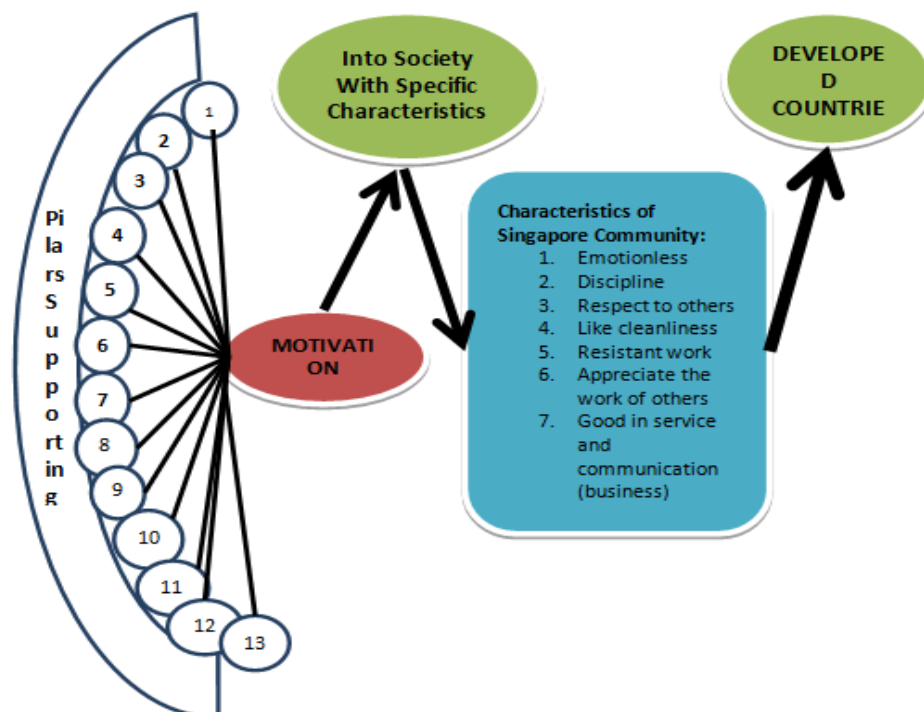 Pi
lars
S
upp
o
rt
in
g
1
2
3
4
5
6
7
8
9
10
11
12
13
MOTIVATI
ON
Into Society
With Specific
Characteristics
Characteristics of
Singapore Community:
1. Emotionless
2. Discipline
3. Respect to others
4. Like cleanliness
5. Resistant work
6. Appreciate the
work of others
7. Good in service
and
communication
(business)
DEVELOPE
D
COUNTRIE